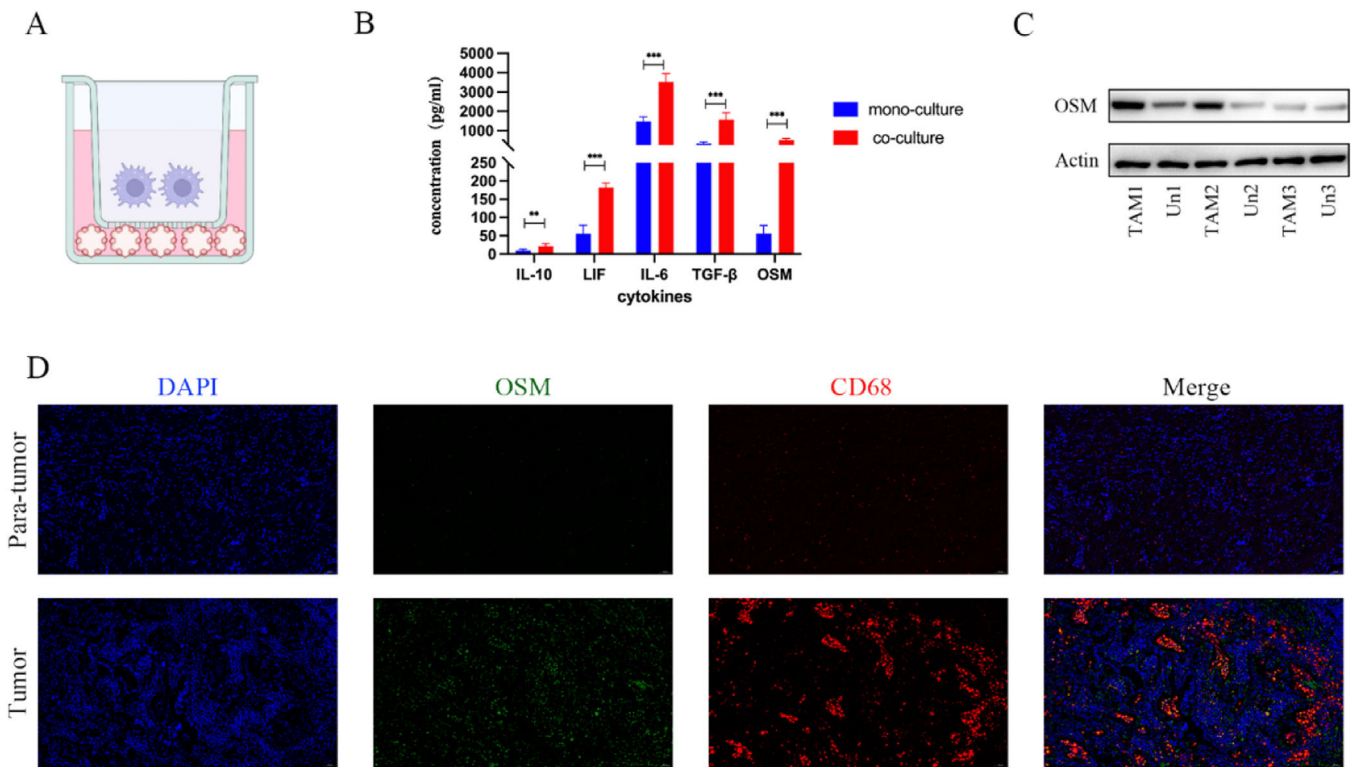 A
B
C
concentration (pg/ml)
5000
4000
3000
2000
1000
250
200
150
100
50
0
**
***
***
***
***
IL-10
LIF
IL-6
TGF-β
OSM
cytokines
mono-culture
co-culture
OSM
Actin
TAM1
Un1
TAM2
Un2
TAM3
Un3
D
DAPI
OSM
CD68
Merge
Para-tumor
Tumor